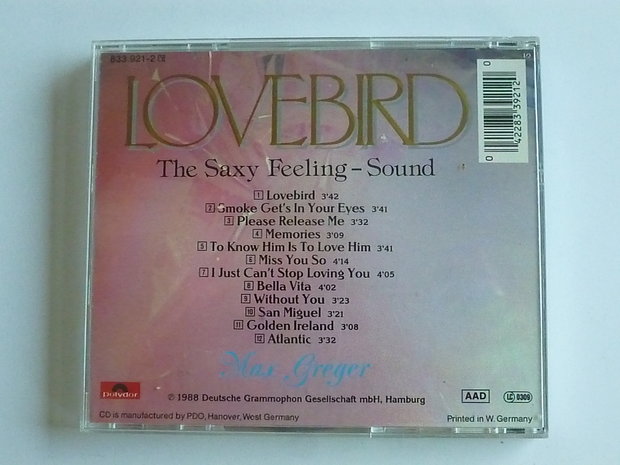 833 921-2
LOVEBIRD
The Saxy Feeling – Sound
1 Lovebird 3'42
2 Smoke Get's In Your Eyes 3'41
3 Please Release Me 3'32
4 Memories 3'09
5 To Know Him Is To Love Him 3'41
6 Miss You So 4'14
7 I Just Can't Stop Loving You 4'05
8 Bella Vita 4'02
9 Without You 3'23
10 San Miguel 3'21
11 Golden Ireland 3'08
12 Atlantic 3'32
Max Greger
polydor
℗ 1988 Deutsche Grammophon Gesellschaft mbH, Hamburg
AAD
LC 0309
CD is manufactured by PDO, Hanover, West Germany
Printed in W. Germany
0 42283 39212 0